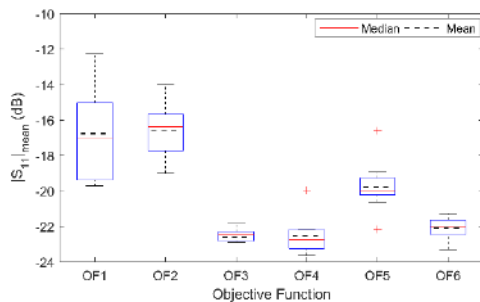 -10
-12
-14
-16
-18
-20
-22
-24
|S11|mean (dB)
Median Mean
OF1 OF2 OF3 OF4 OF5 OF6
Objective Function